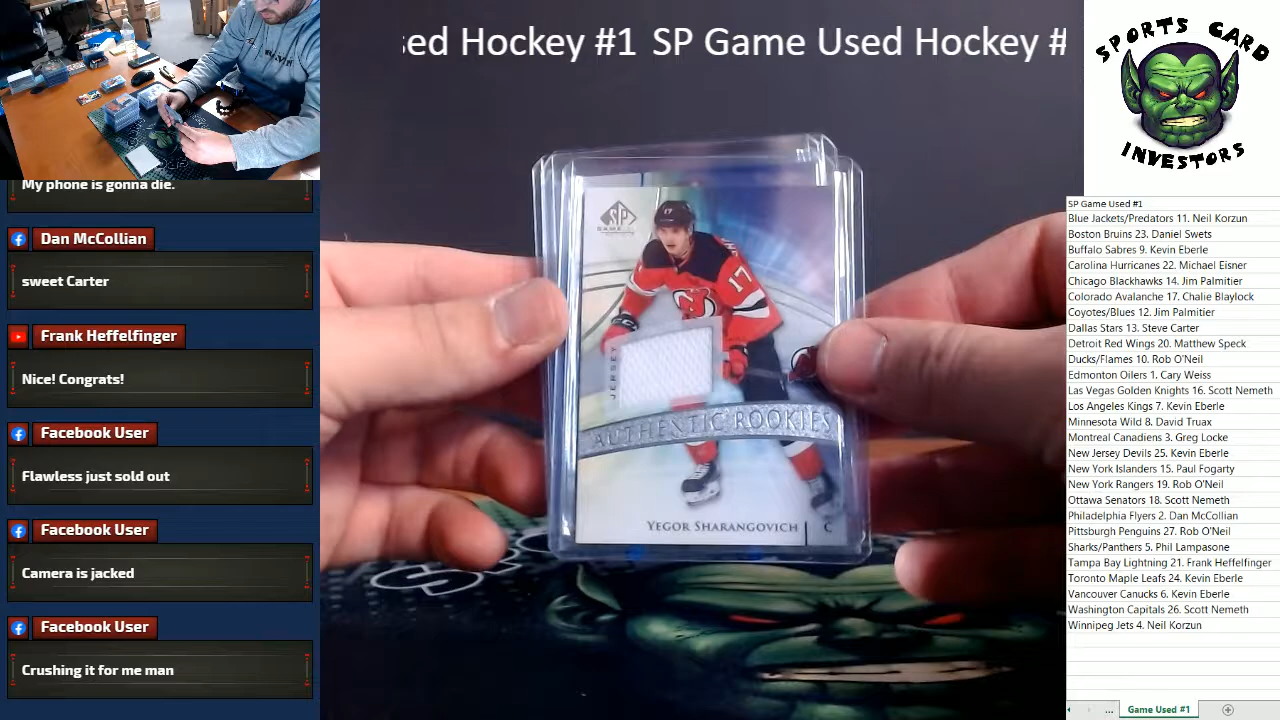 sed Hockey #1 SP Game Used Hockey #
SPORTS CARD
INVESTORS
My phone is gonna die.
Dan McCollian
sweet Carter
Frank Heffelfinger
Nice! Congrats!
Facebook User
Flawless just sold out
Facebook User
Camera is jacked
Facebook User
Crushing it for me man
SP
17
17
JERSEY
AUTHENTIC ROOKIES
YEGOR SHARANGOVICH C
SP Game Used #1
Blue Jackets/Predators 11. Neil Korzun
Boston Bruins 23. Daniel Swets
Buffalo Sabres 9. Kevin Eberle
Carolina Hurricanes 22. Michael Eisner
Chicago Blackhawks 14. Jim Palmitier
Colorado Avalanche 17. Chalie Blaylock
Coyotes/Blues 12. Jim Palmitier
Dallas Stars 13. Steve Carter
Detroit Red Wings 20. Matthew Speck
Ducks/Flames 10. Rob O'Neil
Edmonton Oilers 1. Cary Weiss
Las Vegas Golden Knights 16. Scott Nemeth
Los Angeles Kings 7. Kevin Eberle
Minnesota Wild 8. David Truax
Montreal Canadiens 3. Greg Locke
New Jersey Devils 25. Kevin Eberle
New York Islanders 15. Paul Fogarty
New York Rangers 19. Rob O'Neil
Ottawa Senators 18. Scott Nemeth
Philadelphia Flyers 2. Dan McCollian
Pittsburgh Penguins 27. Rob O'Neil
Sharks/Panthers 5. Phil Lampasone
Tampa Bay Lightning 21. Frank Heffelfinger
Toronto Maple Leafs 24. Kevin Eberle
Vancouver Canucks 6. Kevin Eberle
Washington Capitals 26. Scott Nemeth
Winnipeg Jets 4. Neil Korzun
... Game Used #1